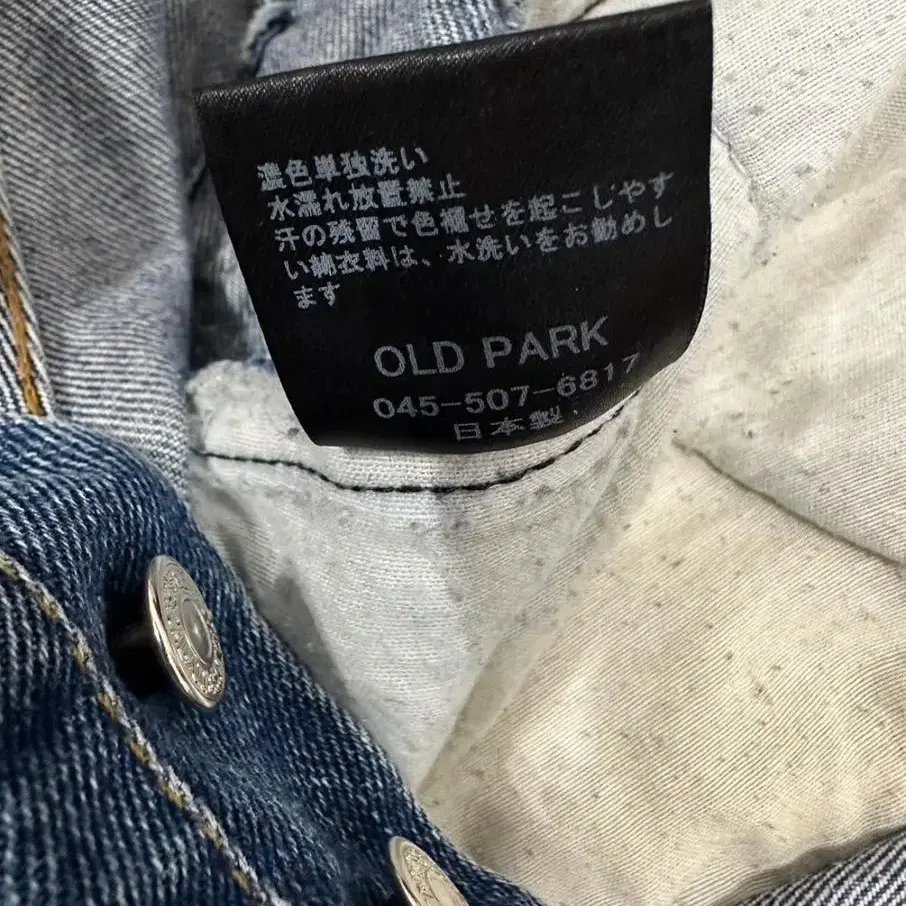 濃色単独洗い
水濡れ放置禁止
汗の残留で色褪せを起こしやす
い綿衣料は、水洗いをお勧めし
ます
OLD PARK
045-507-6817
日本製